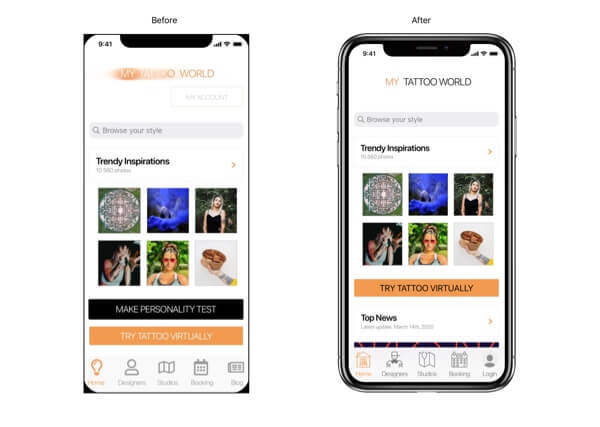 Before
9:41
MY TATTOO WORLD
MY ACCOUNT
Browse your style
Trendy Inspirations
10 560 photos
MAKE PERSONALITY TEST
TRY TATTOO VIRTUALLY
Home Designers Studios Booking Blog
After
9:41
MY TATTOO WORLD
Browse your style
Trendy Inspirations
10 560 photos
TRY TATTOO VIRTUALLY
Top News
Latest update: March 14th, 2020
Home Designers Studios Booking Login